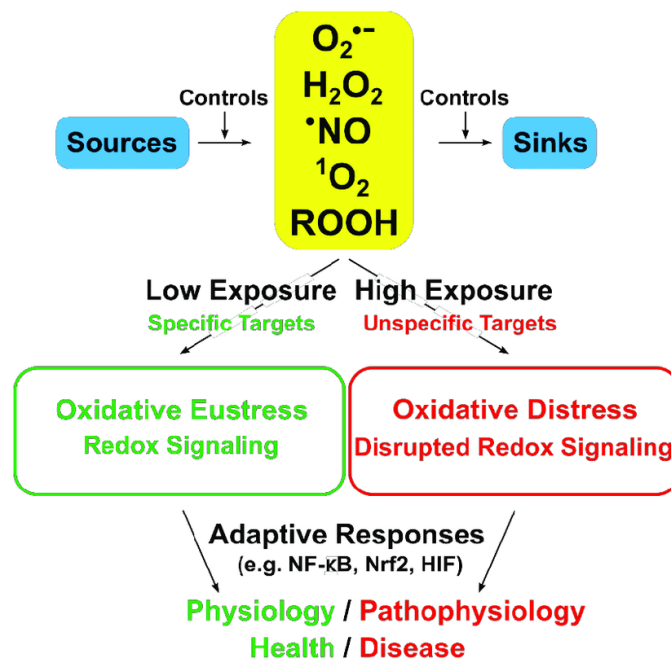 O₂•−
H₂O₂
•NO
¹O₂
ROOH
Controls
Controls
Sources
Sinks
Low Exposure
High Exposure
Specific Targets
Unspecific Targets
Oxidative Eustress
Redox Signaling
Oxidative Distress
Disrupted Redox Signaling
Adaptive Responses
(e.g. NF-κB, Nrf2, HIF)
Physiology / Pathophysiology
Health / Disease